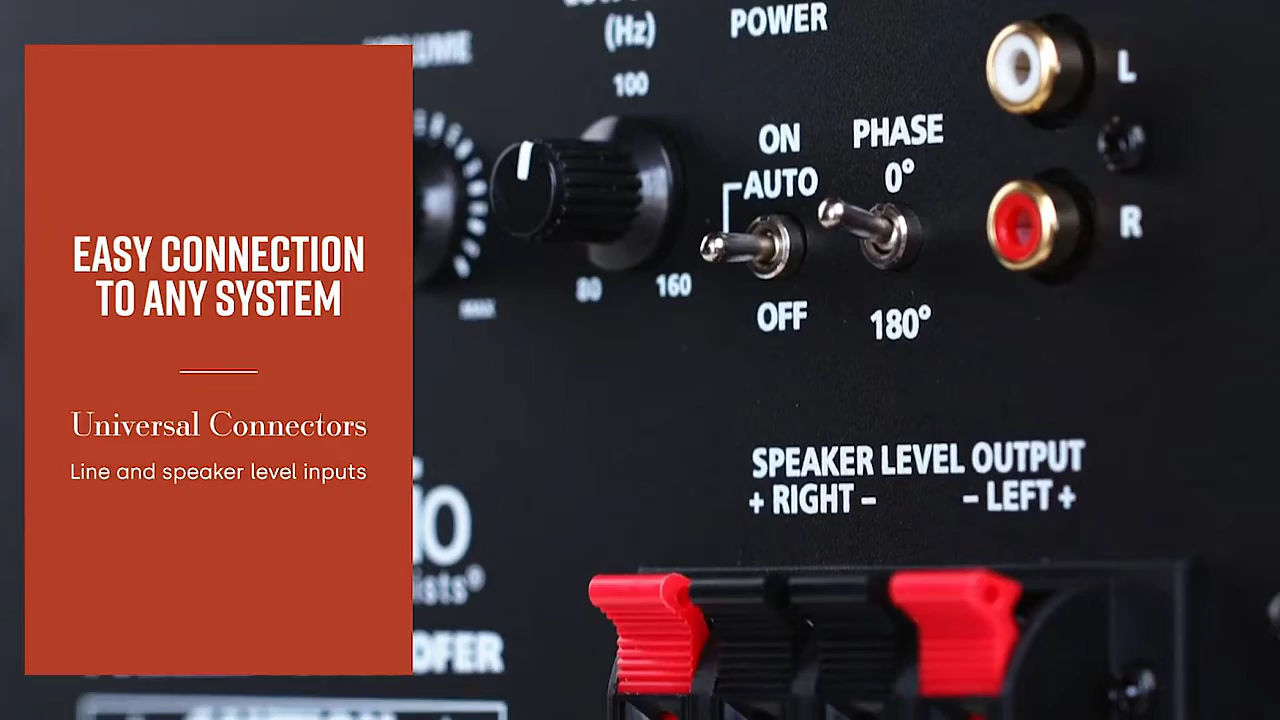 EASY CONNECTION
TO ANY SYSTEM
Universal Connectors
Line and speaker level inputs
(Hz)
100
80
160
MAX
POWER
ON
AUTO
OFF
PHASE
0°
180°
L
R
SPEAKER LEVEL OUTPUT
+ RIGHT –
– LEFT +